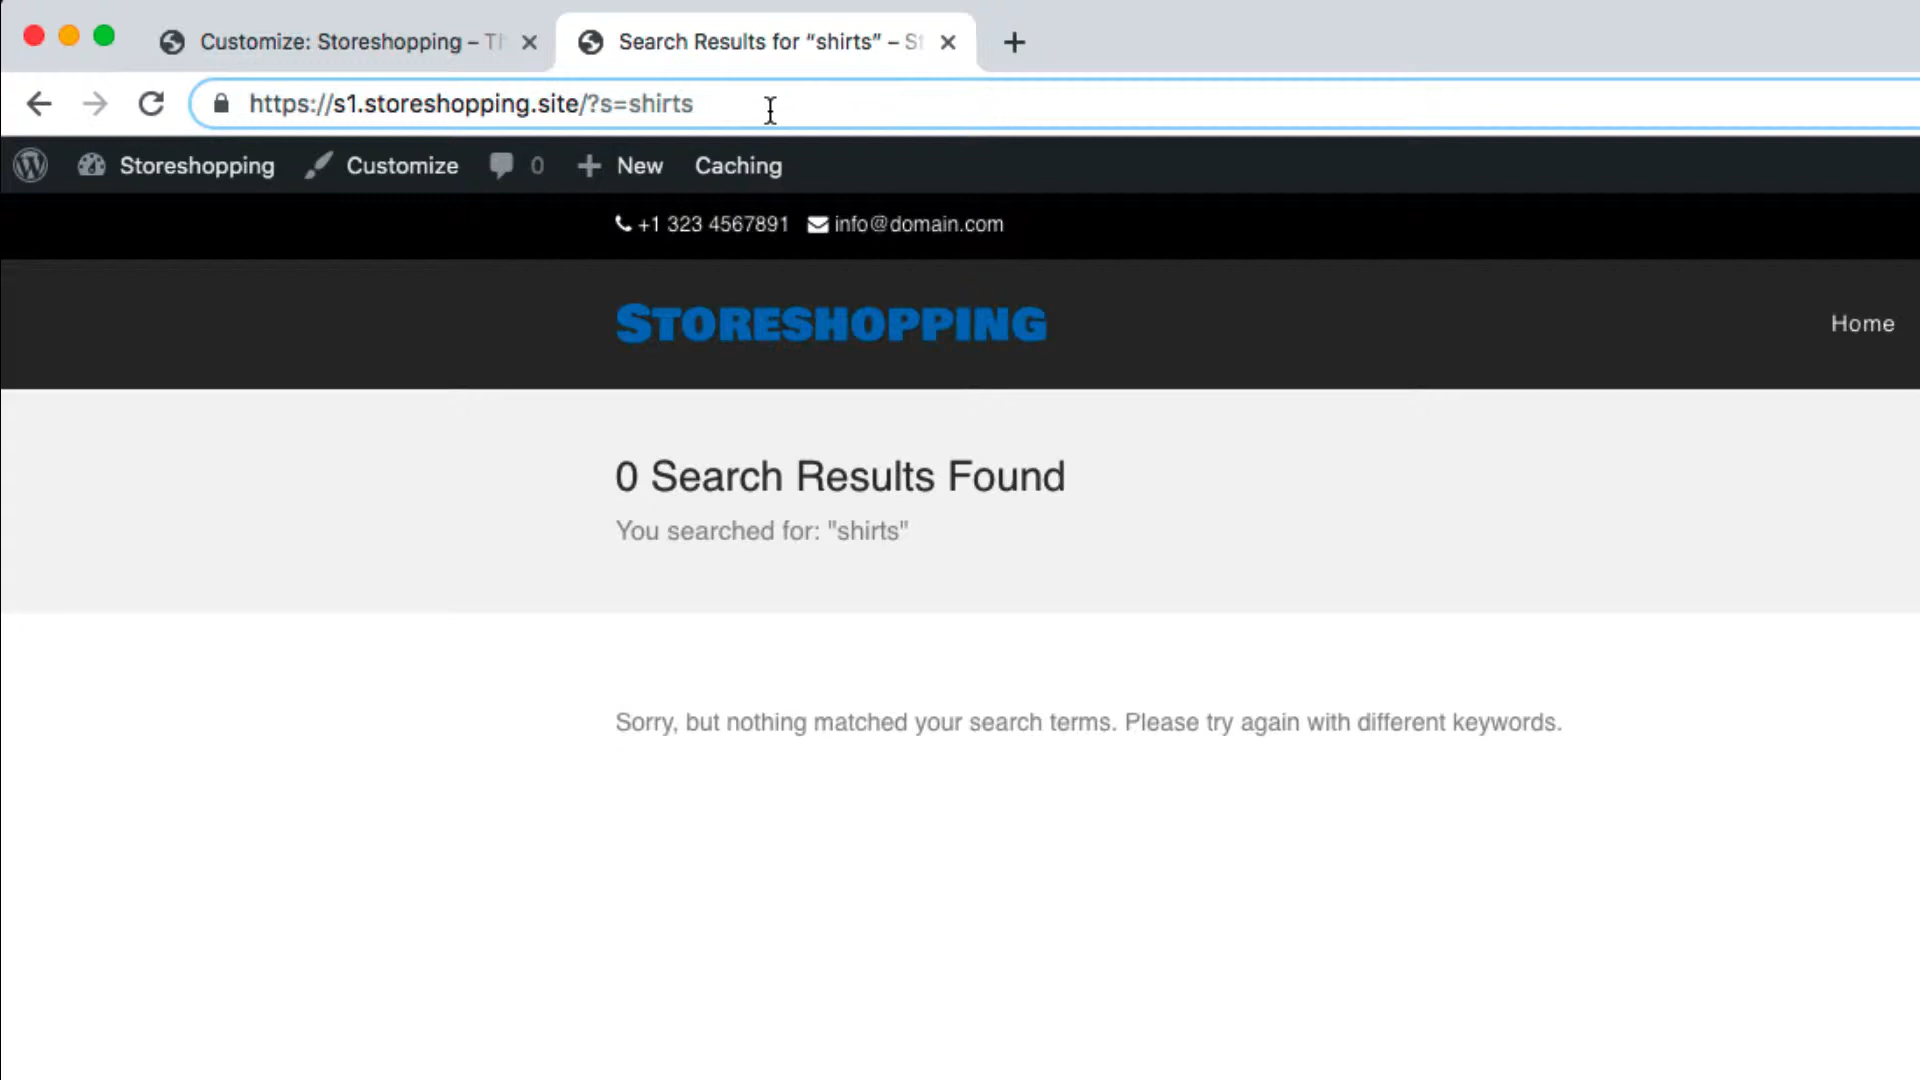 Customize: Storeshopping – Th
Search Results for “shirts” – St
https://s1.storeshopping.site/?s=shirts
Storeshopping
Customize
0
New
Caching
+1 323 4567891
info@domain.com
STORESHOPPING
Home
0 Search Results Found
You searched for: "shirts"
Sorry, but nothing matched your search terms. Please try again with different keywords.